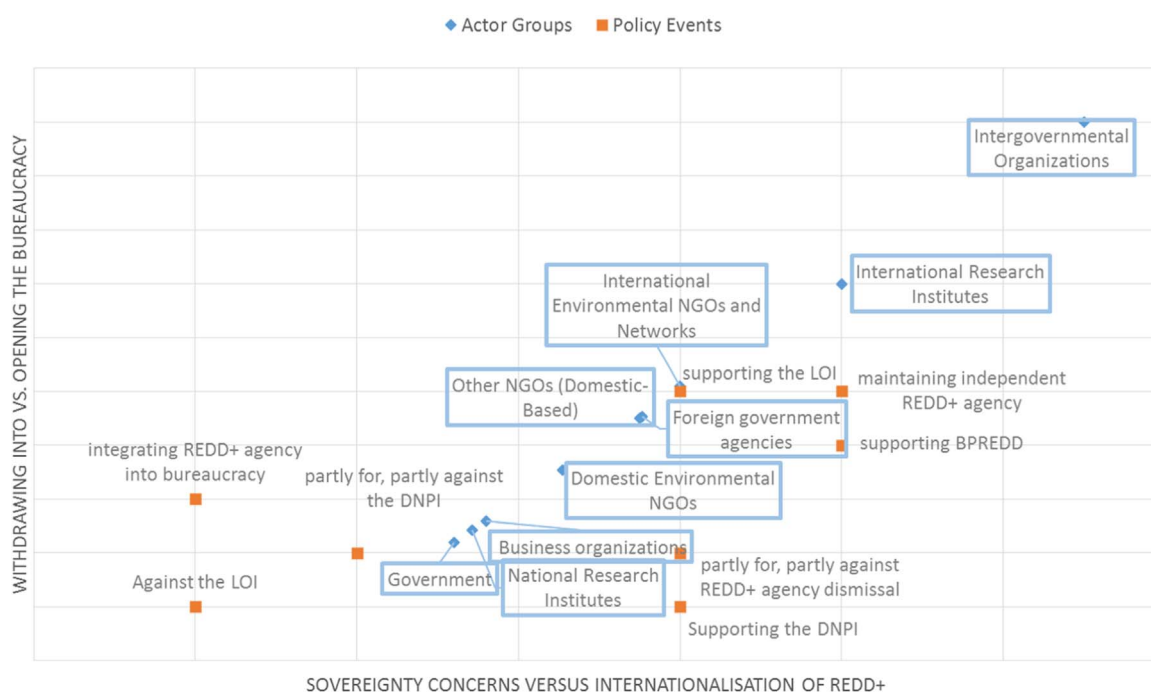 Actor Groups
Policy Events
WITHDRAWING INTO VS. OPENING THE BUREAUCRACY
Intergovernmental
Organizations
International Research
Institutes
International
Environmental NGOs and
Networks
supporting the LOI
maintaining independent
REDD+ agency
Other NGOs (Domestic-
Based)
Foreign government
agencies
supporting BPREDD
integrating REDD+ agency
into bureaucracy
partly for, partly against
the DNPI
Domestic Environmental
NGOs
Business organizations
Against the LOI
Government
National Research
Institutes
partly for, partly against
REDD+ agency dismissal
Supporting the DNPI
SOVEREIGNTY CONCERNS VERSUS INTERNATIONALISATION OF REDD+